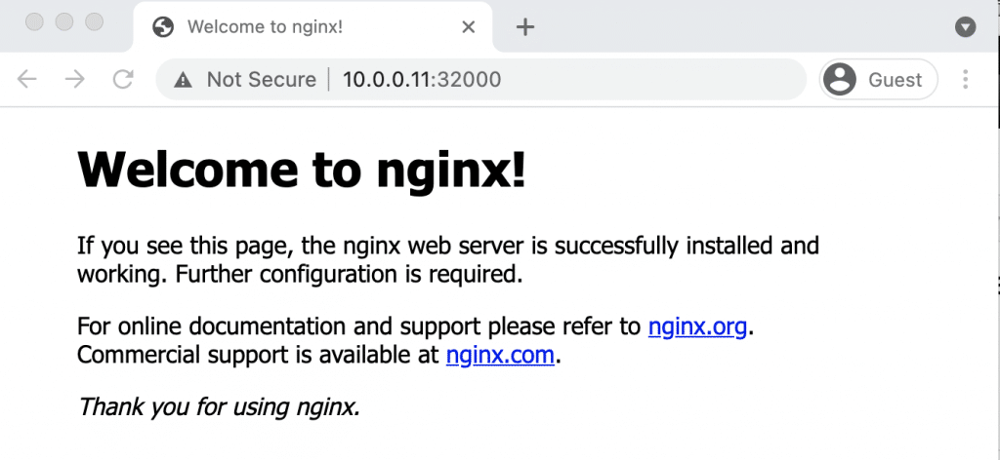 Welcome to nginx!
Not Secure 10.0.0.11:32000 Guest
Welcome to nginx!
If you see this page, the nginx web server is successfully installed and
working. Further configuration is required.
For online documentation and support please refer to nginx.org.
Commercial support is available at nginx.com.
Thank you for using nginx.